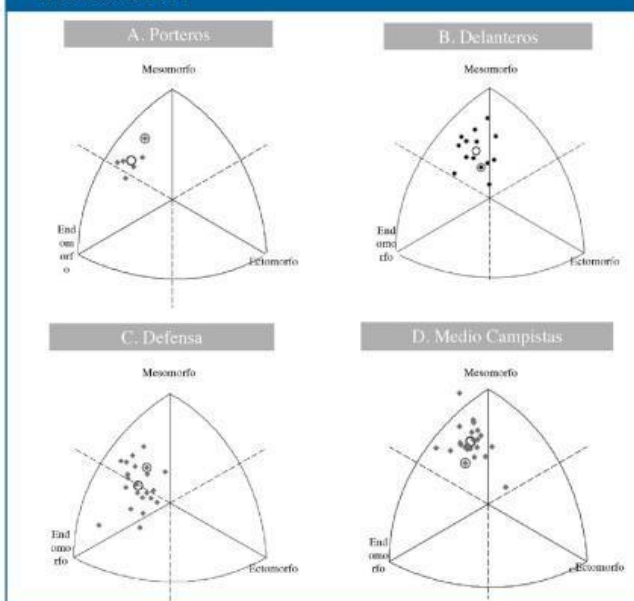 A. Porteros
B. Delanteros
Mesomorfo
Mesomorfo
End
om
orf
o
Ectomorfo
End
omo
rfo
Ectomorfo
C. Defensa
D. Medio Campistas
Mesomorfo
Mesomorfo
End
omo
rfo
Ectomorfo
End
omo
rfo
Ectomorfo